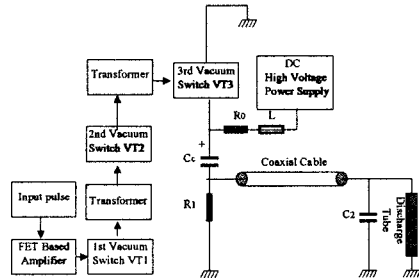 Transformer
3rd Vacuum
Switch VT3
DC
High Voltage
Power Supply
R0
L
2nd Vacuum
Switch VT2
+
Cc
Coaxial Cable
Input pulse
Transformer
R1
C2
Discharge
Tube
FET Based
Amplifier
1st Vacuum
Switch VT1